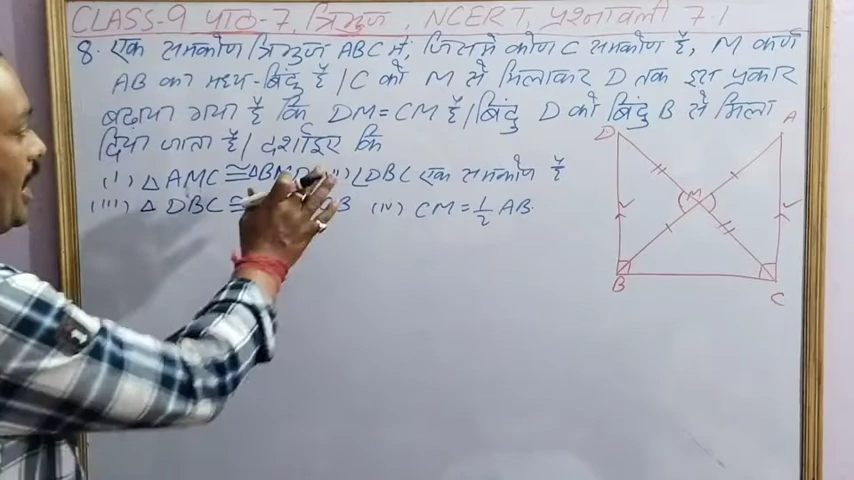 CLASS-9 पाठ-7, त्रिभुज, NCERT, प्रश्नावली 7.1
8. एक समकोण त्रिभुज ABC में, जिसमें कोण C समकोण है, M कर्ण
AB का मध्य-बिंदु है। C को M से मिलाकर D तक इस प्रकार
बढ़ाया गया है कि DM=CM है। बिंदु D को बिंदु B से मिला
दिया जाता है। दर्शाइए कि
(i) △ AMC ≅ △BM ∠DBC एक समकोण है
(iii) △ DBC ≅ B (iv) CM = 1/2 AB.
D A
M
B C